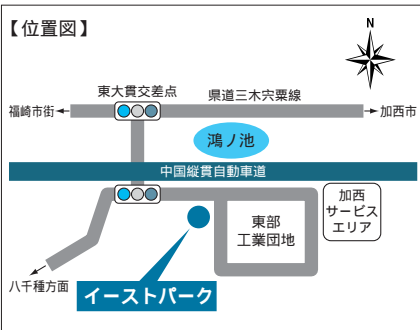 【位置図】
N
東大貫交差点
県道三木宍粟線
福崎市街←
→加西市
鴻ノ池
中国縦貫自動車道
加西
サービス
エリア
東部
工業団地
八千種方面
イーストパーク